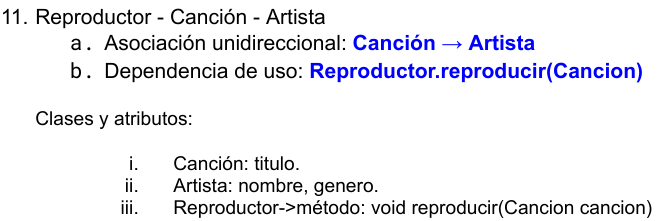 11. Reproductor - Canción - Artista
a. Asociación unidireccional: Canción → Artista
b. Dependencia de uso: Reproductor.reproducir(Cancion)
Clases y atributos:
i. Canción: titulo.
ii. Artista: nombre, genero.
iii. Reproductor->método: void reproducir(Cancion cancion)